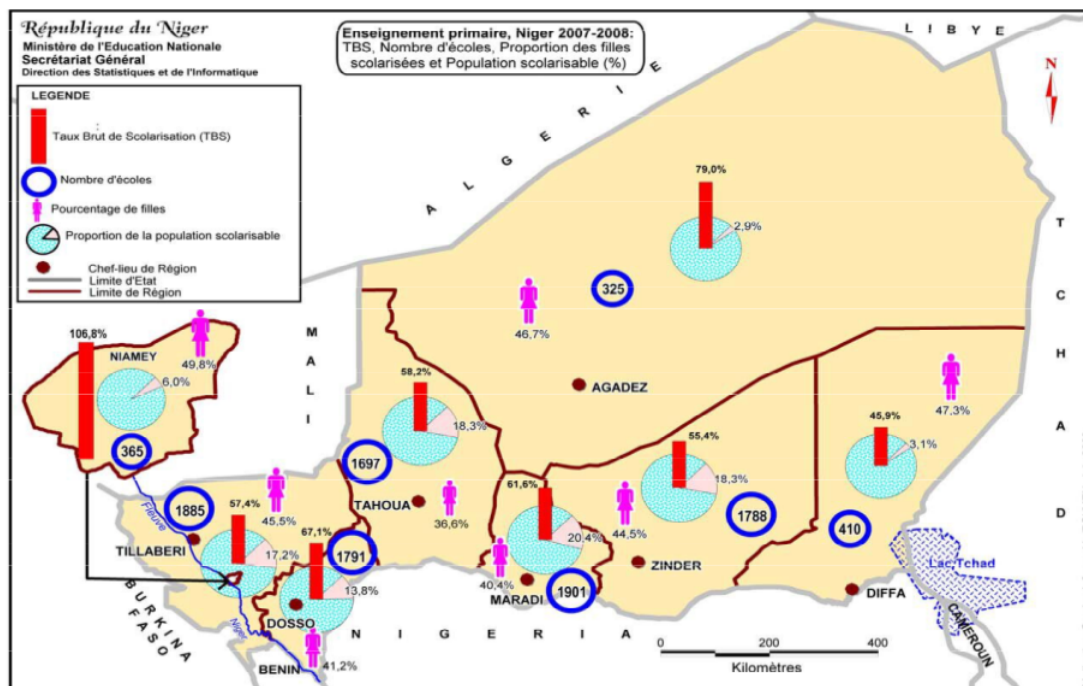 République du Niger
Ministère de l'Education Nationale
Secrétariat Général
Direction des Statistiques et de l'Informatique
Enseignement primaire, Niger 2007-2008:
TBS, Nombre d'écoles, Proportion des filles
scolarisées et Population scolarisable (%)
LEGENDE
Taux Brut de Scolarisation (TBS)
Nombre d'écoles
Pourcentage de filles
Proportion de la population scolarisable
Chef-lieu de Région
Limite d'Etat
Limite de Région
LIBYE
N
ALGERIE
TCHAD
MALI
79,0%
2,9%
325
46,7%
AGADEZ
106,8%
NIAMEY
49,8%
6,0%
365
58,2%
18,3%
1697
TAHOUA
36,6%
47,3%
45,9%
3,1%
410
DIFFA
55,4%
18,3%
1788
44,5%
ZINDER
61,6%
20,4%
40,4%
MARADI
1901
Fleuve
1885
57,4%
45,5%
17,2%
TILLABERI
67,1%
1791
13,8%
DOSSO
41,2%
Niger
BURKINA
FASO
BENIN
NIGERIA
Lac Tchad
CAMEROUN
0 200 400
Kilomètres